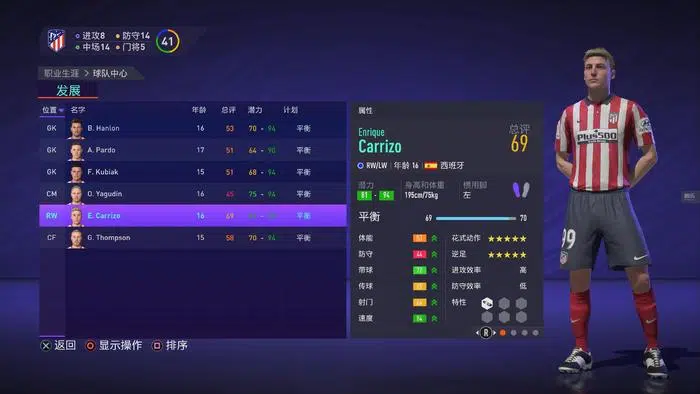 进攻8 防守14
中场14 门将5
41
职业生涯 球队中心
发展
位置 名字 年龄 总评 潜力 计划
GK B. Hanlon 16 53 70 - 94 平衡
GK A. Pardo 17 51 64 - 90 平衡
GK F. Kubiak 15 51 68 - 94 平衡
CM O. Yagudin 16 45 75 - 94 平衡
RW E. Carrizo 16 69 平衡
CF G. Thompson 15 58 平衡
返回 显示操作 排序
属性
Enrique
Carrizo
总评
69
RW/LW 年龄 16 西班牙
潜力 身高和体重 惯用脚
81 - 94 195cm/75kg 左
平衡 69 70
体能 花式动作 ★★★★★
防守 44 逆足 ★★★★★
带球 进攻效率 高
传球 防守效率 低
射门 特性
速度 84
R
Plus500
HYUNDAI
99